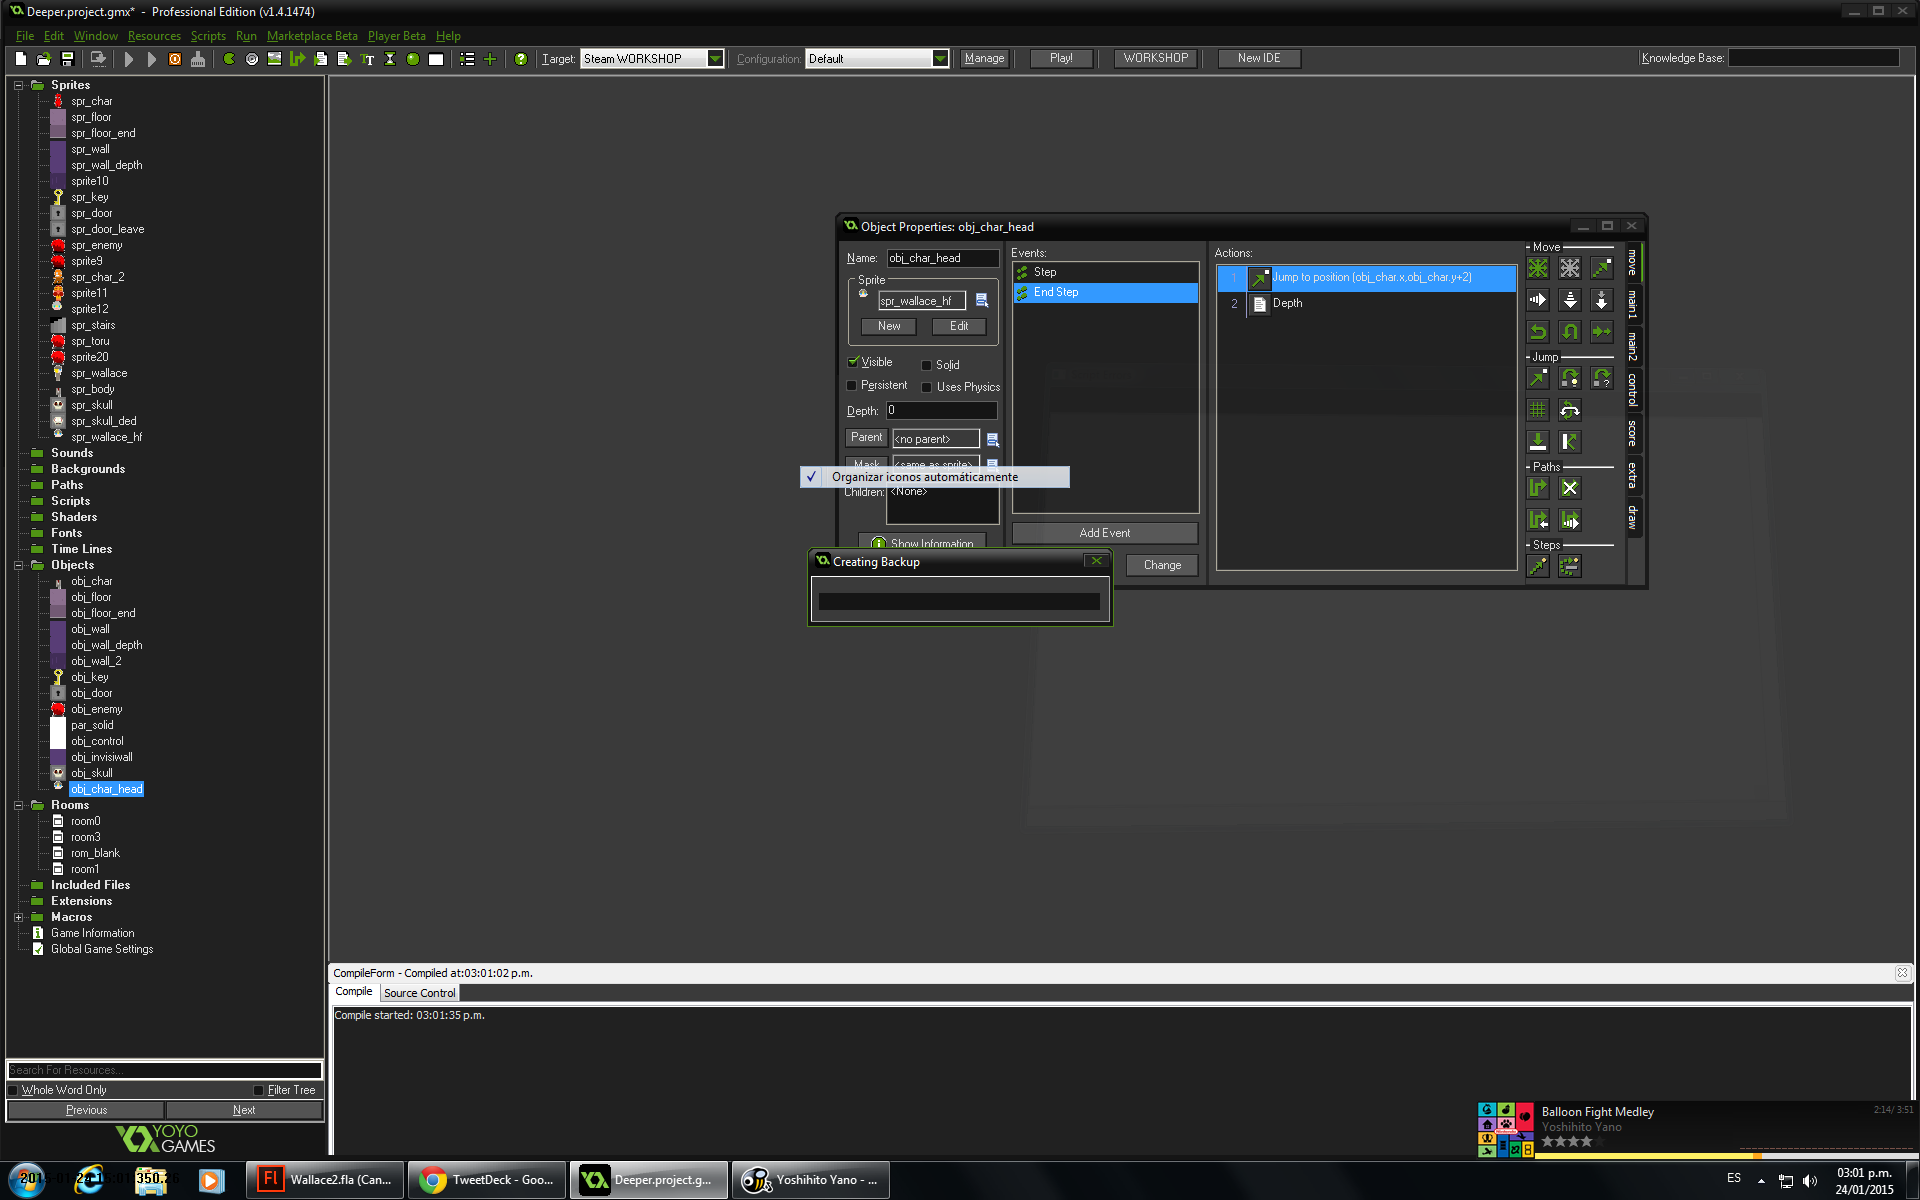 Deeper.project.gmx* - Professional Edition (v1.4.1474)
File Edit Window Resources Scripts Run Marketplace Beta Player Beta Help
Target: Steam WORKSHOP Configuration: Default Manage Play! WORKSHOP New IDE Knowledge Base:
Sprites
spr_char
spr_floor
spr_floor_end
spr_wall
spr_wall_depth
sprite10
spr_key
spr_door
spr_door_leave
spr_enemy
sprite9
spr_char_2
sprite11
sprite12
spr_stairs
spr_toru
sprite20
spr_wallace
spr_body
spr_skull
spr_skull_ded
spr_wallace_hf
Sounds
Backgrounds
Paths
Scripts
Shaders
Fonts
Time Lines
Objects
obj_char
obj_floor
obj_floor_end
obj_wall
obj_wall_depth
obj_wall_2
obj_key
obj_door
obj_enemy
par_solid
obj_control
obj_invisiwall
obj_skull
obj_char_head
Rooms
room0
room3
rom_blank
room1
Included Files
Extensions
Macros
Game Information
Global Game Settings
Search For Resources...
Whole Word Only Filter Tree
Previous Next
YOYO
GAMES
Object Properties: obj_char_head
Name: obj_char_head
Sprite
spr_wallace_hf
New Edit
Visible Solid
Persistent Uses Physics
Depth: 0
Parent <no parent>
Mask <same as sprite>
Organizar iconos automáticamente
Children: <None>
Show Information
Events:
Step
End Step
Add Event
Change
Actions:
1 Jump to position (obj_char.x,obj_char.y+2)
2 Depth
Move
Jump
Paths
Steps
move
main1
main2
control
score
extra
draw
Creating Backup
CompileForm - Compiled at:03:01:02 p.m.
Compile Source Control
Compile started: 03:01:35 p.m.
Balloon Fight Medley
Yoshihito Yano
2:14/ 3:51
Wallace2.fla (Can...
TweetDeck - Goo...
Deeper.project.g...
Yoshihito Yano - ...
ES
03:01 p.m.
24/01/2015